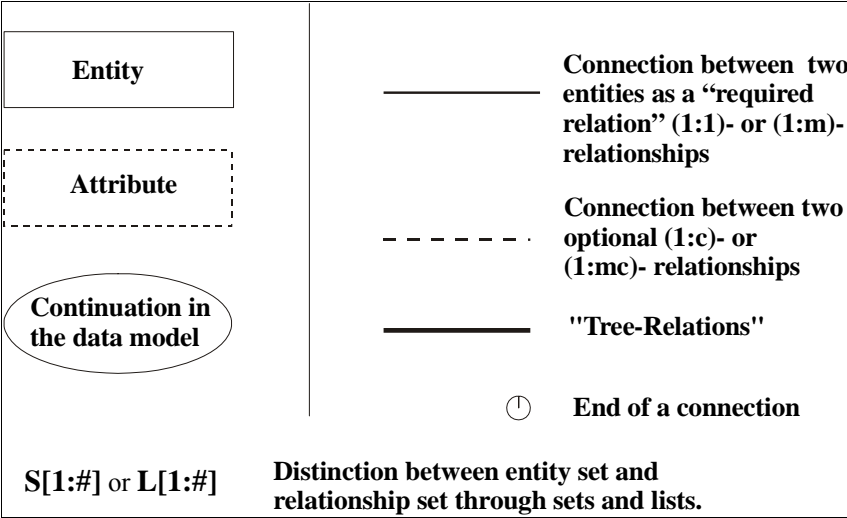 Entity
Attribute
Continuation in
the data model
Connection between two
entities as a “required
relation” (1:1)- or (1:m)-
relationships
Connection between two
optional (1:c)- or
(1:mc)- relationships
"Tree-Relations"
End of a connection
S[1:#] or L[1:#]
Distinction between entity set and
relationship set through sets and lists.